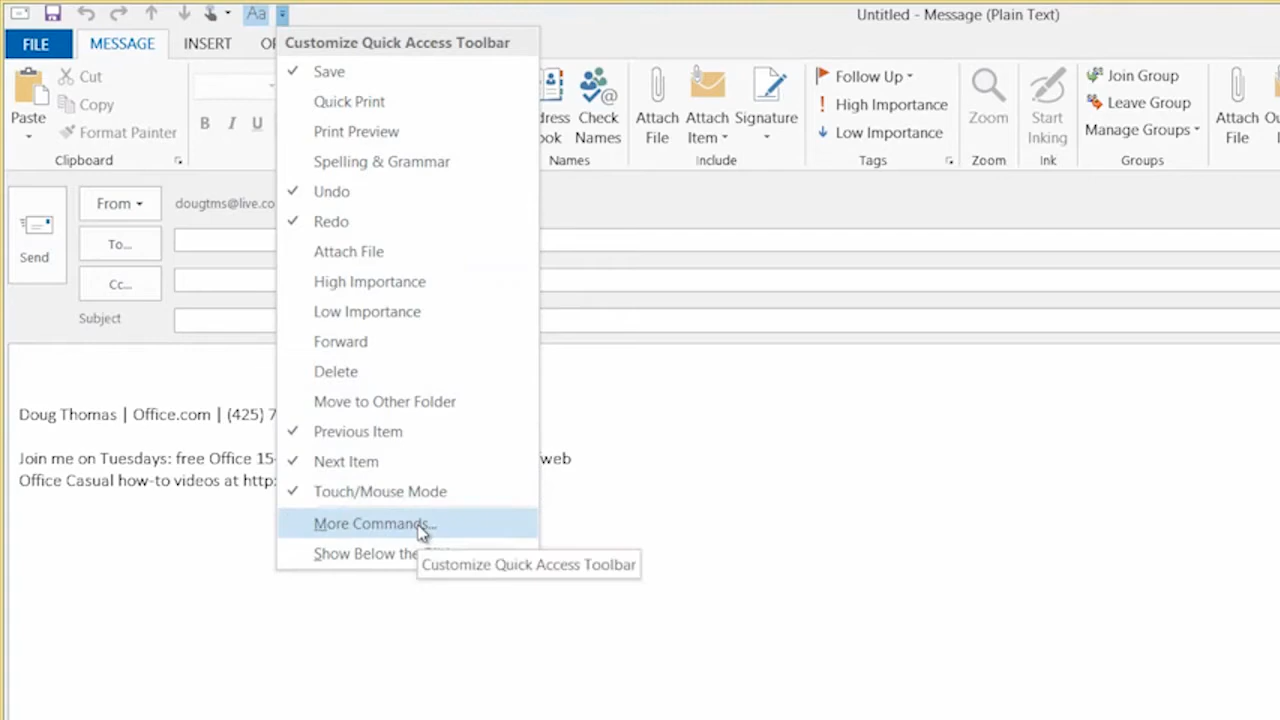 Aa
Untitled - Message (Plain Text)
FILE
MESSAGE
INSERT
Customize Quick Access Toolbar
Save
Quick Print
Print Preview
Spelling & Grammar
Undo
Redo
Attach File
High Importance
Low Importance
Forward
Delete
Move to Other Folder
Previous Item
Next Item
Touch/Mouse Mode
More Commands...
Show Below the
Customize Quick Access Toolbar
Paste
Cut
Copy
Format Painter
Clipboard
B I U
Check
Names
Names
Attach
File
Attach
Item
Signature
Include
Follow Up
High Importance
Low Importance
Tags
Zoom
Zoom
Start
Inking
Ink
Join Group
Leave Group
Manage Groups
Groups
Attach
File
Send
From
dougtms@live.co
To...
Cc...
Subject
Doug Thomas | Office.com | (425) 7
Join me on Tuesdays: free Office 15- web
Office Casual how-to videos at http: